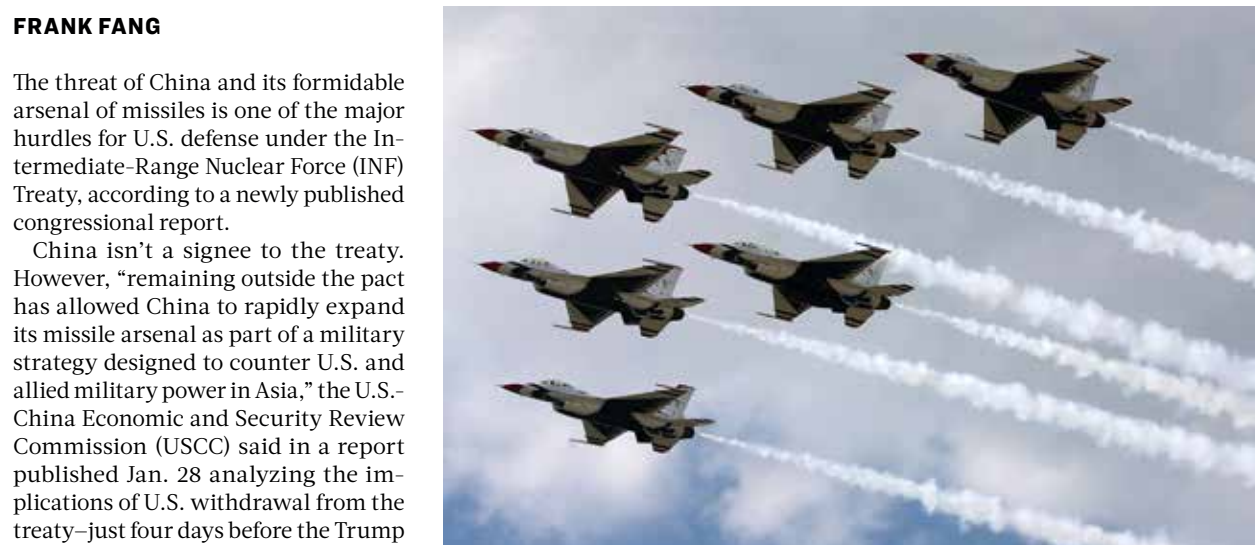 FRANK FANG
The threat of China and its formidable
arsenal of missiles is one of the major
hurdles for U.S. defense under the In-
termediate-Range Nuclear Force (INF)
Treaty, according to a newly published
congressional report.
China isn't a signee to the treaty.
However, “remaining outside the pact
has allowed China to rapidly expand
its missile arsenal as part of a military
strategy designed to counter U.S. and
allied military power in Asia,” the U.S.-
China Economic and Security Review
Commission (USCC) said in a report
published Jan. 28 analyzing the im-
plications of U.S. withdrawal from the
treaty—just four days before the Trump